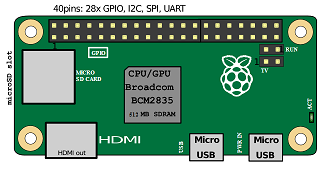 40pins: 28x GPIO, I2C, SPI, UART
microSD slot
GPIO
RUN
1
TV
MICRO
SD CARD
CPU/GPU
Broadcom
BCM2835
512 MB SDRAM
ACT
HDMI
HDMI out
USB
Micro
USB
PWR IN
Micro
USB